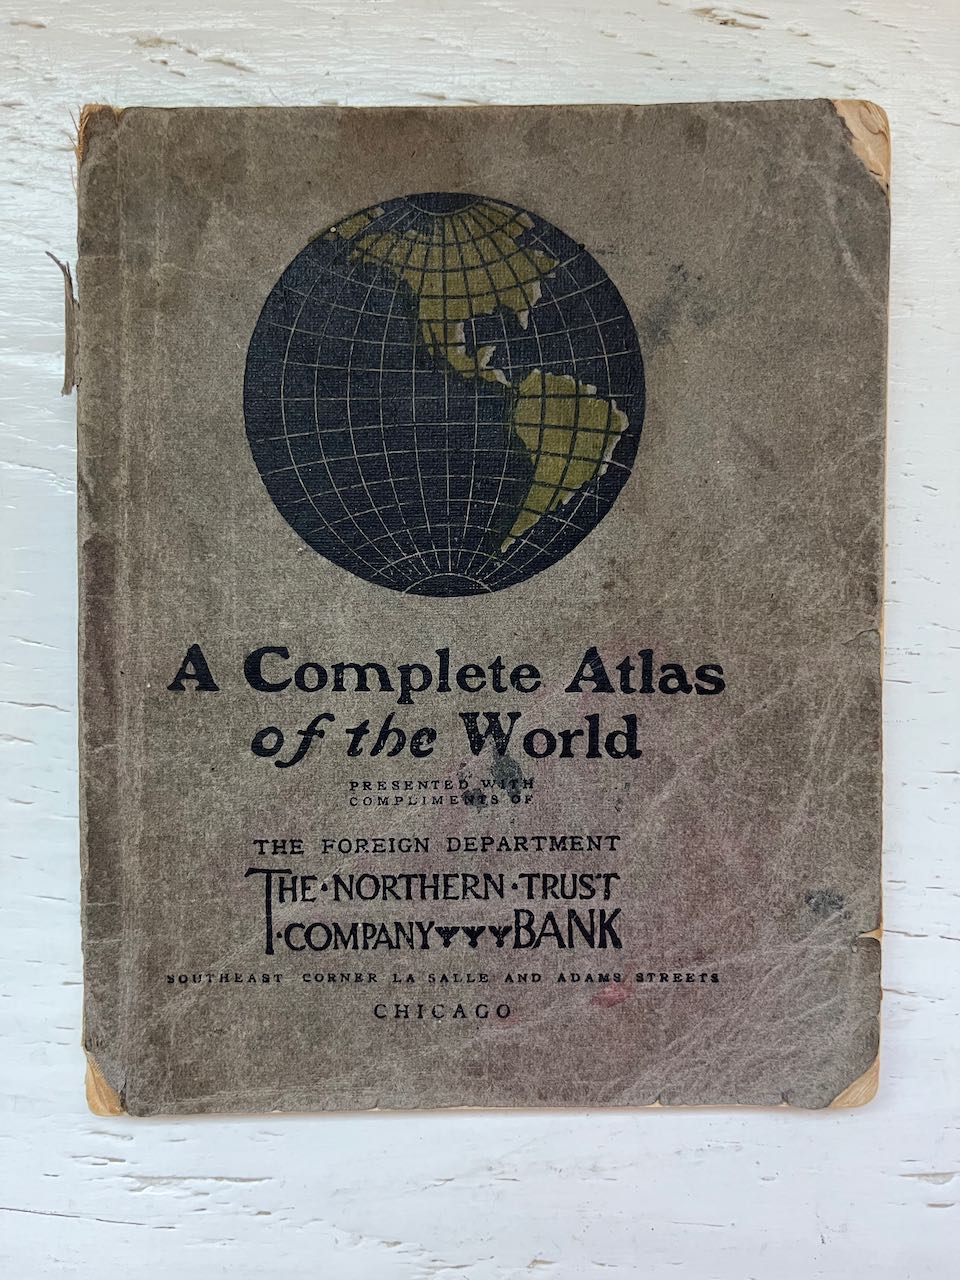 A Complete Atlas
of the World
PRESENTED WITH
COMPLIMENTS OF
THE FOREIGN DEPARTMENT
THE·NORTHERN·TRUST
·COMPANY BANK
SOUTHEAST CORNER LA SALLE AND ADAMS STREETS
CHICAGO